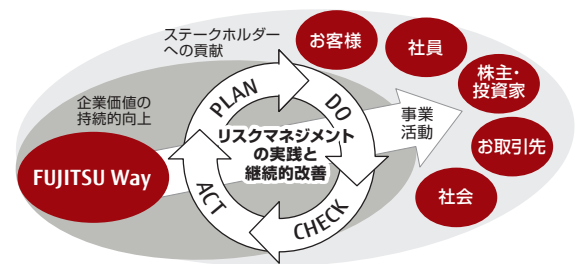 ステークホルダー
への貢献
お客様
社員
株主・
投資家
お取引先
社会
企業価値の
持続的向上
FUJITSU Way
PLAN
DO
CHECK
ACT
リスクマネジメント
の実践と
継続的改善
事業
活動